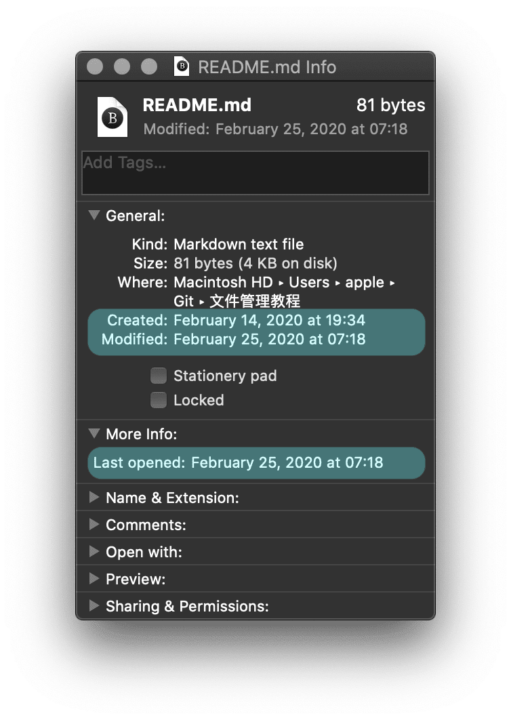 README.md Info
README.md 81 bytes
Modified: February 25, 2020 at 07:18
Add Tags...
General:
Kind: Markdown text file
Size: 81 bytes (4 KB on disk)
Where: Macintosh HD ▸ Users ▸ apple ▸
Git ▸ 文件管理教程
Created: February 14, 2020 at 19:34
Modified: February 25, 2020 at 07:18
Stationery pad
Locked
More Info:
Last opened: February 25, 2020 at 07:18
Name & Extension:
Comments:
Open with:
Preview:
Sharing & Permissions: